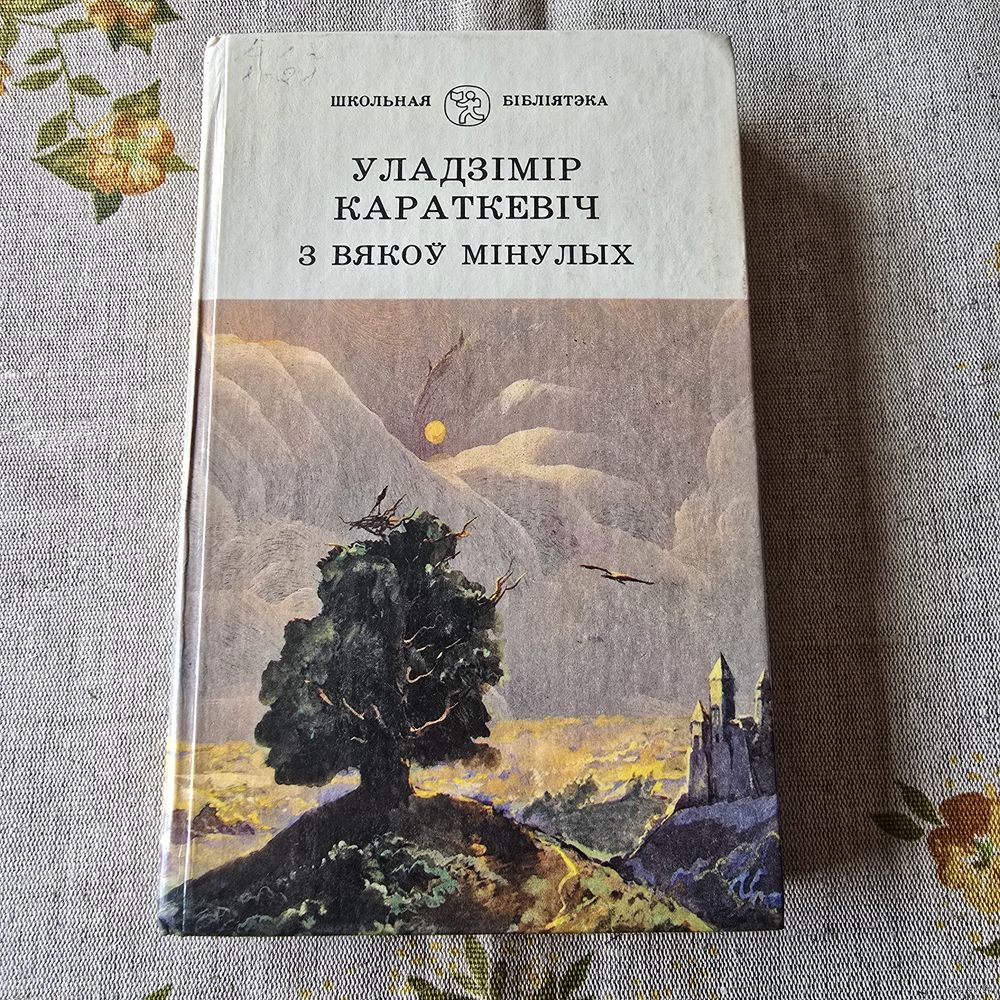 ШКОЛЬНАЯ БІБЛІЯТЭКА
УЛАДЗІМІР
КАРАТКЕВІЧ
З ВЯКОЎ МІНУЛЫХ